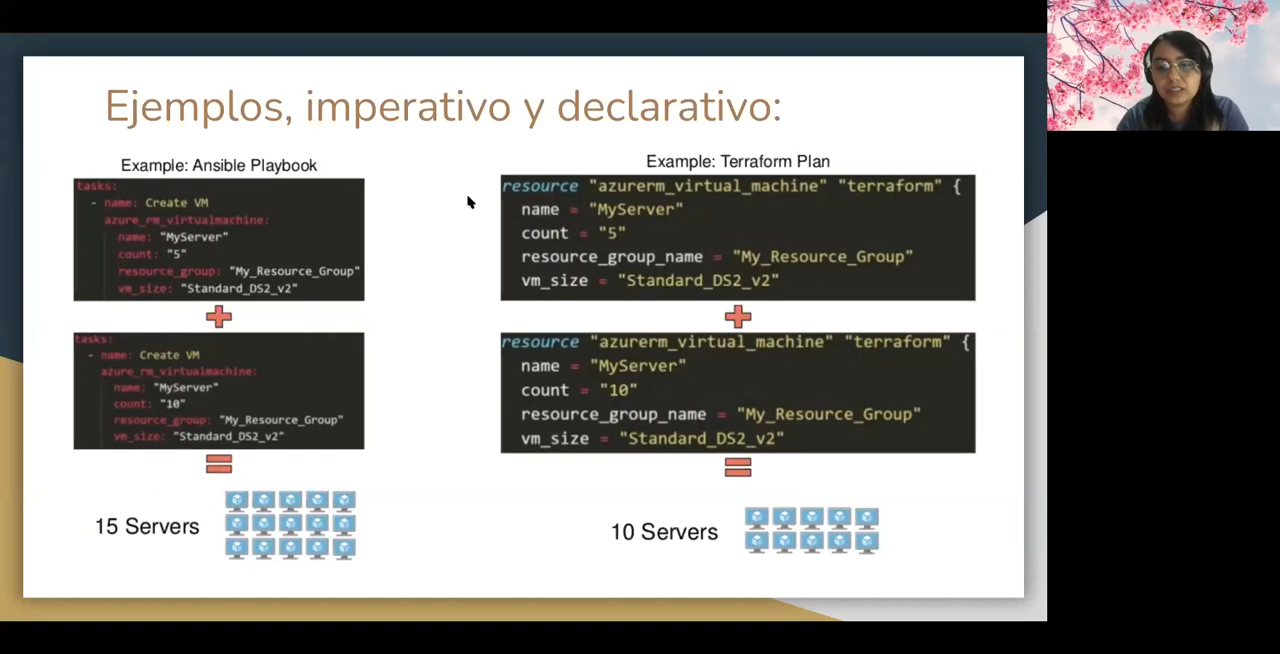 Ejemplos, imperativo y declarativo:
Example: Ansible Playbook
tasks:
- name: Create VM
azure_rm_virtualmachine:
name: "MyServer"
count: "5"
resource_group: "My_Resource_Group"
vm_size: "Standard_DS2_v2"
tasks:
- name: Create VM
azure_rm_virtualmachine:
name: "MyServer"
count: "10"
resource_group: "My_Resource_Group"
vm_size: "Standard_DS2_v2"
15 Servers
Example: Terraform Plan
resource "azurerm_virtual_machine" "terraform" {
name = "MyServer"
count = "5"
resource_group_name = "My_Resource_Group"
vm_size = "Standard_DS2_v2"
resource "azurerm_virtual_machine" "terraform" {
name = "MyServer"
count = "10"
resource_group_name = "My_Resource_Group"
vm_size = "Standard_DS2_v2"
10 Servers